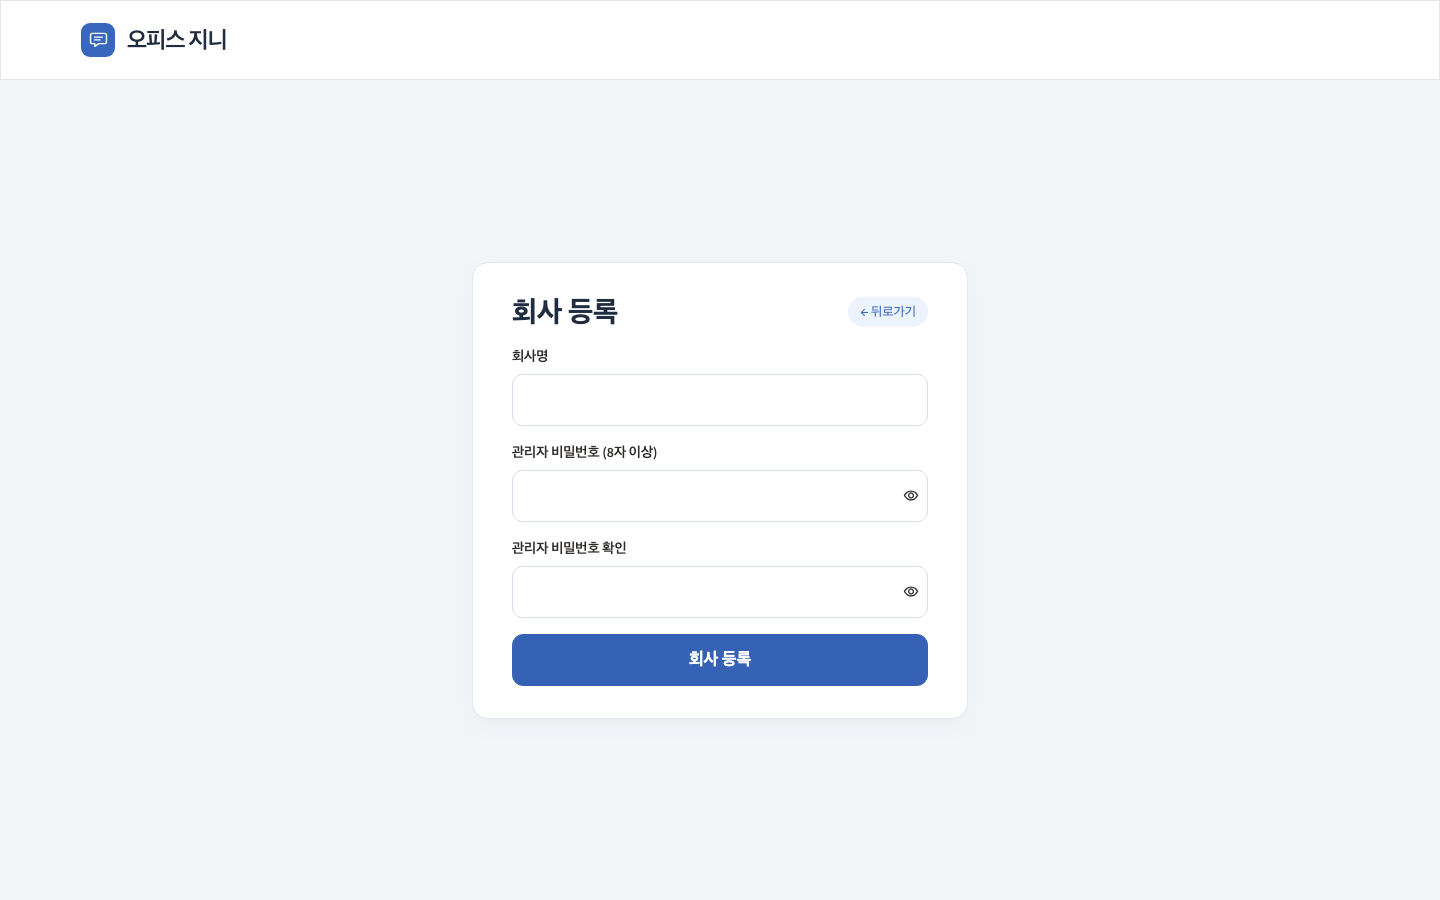 오피스 지니
회사 등록
← 뒤로가기
회사명
관리자 비밀번호 (8자 이상)
관리자 비밀번호 확인
회사 등록